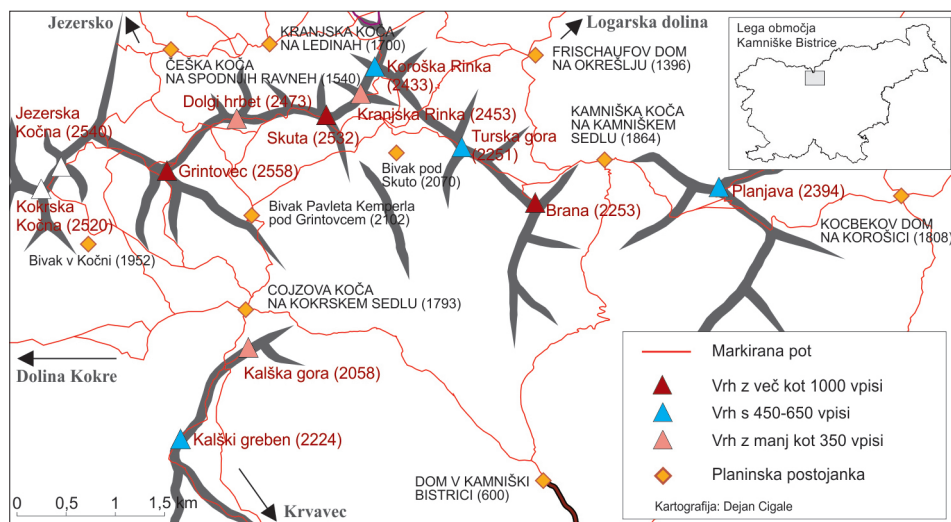 Jezersko
KRANJSKA KOČA
NA LEDINAH (1700)
Logarska dolina
Lega območja
Kamniške Bistrice
ČEŠKA KOČA
NA SPODNJIH RAVNEH (1540)
Koroška Rinka
(2433)
FRISCHAUFOV DOM
NA OKREŠLJU (1396)
Dolgi hrbet (2473)
Jezerska
Kočna (2540)
Skuta (2532)
Kranjska Rinka (2453)
KAMNIŠKA KOČA
NA KAMNIŠKEM
SEDLU (1864)
Turska gora
(2251)
Grintovec (2558)
Bivak pod
Skuto (2070)
Planjava (2394)
Kokrska
Kočna (2520)
Bivak Pavleta Kemperla
pod Grintovcem (2102)
Brana (2253)
KOCBEKOV DOM
NA KOROŠICI (1808)
Bivak v Kočni (1952)
COJZOVA KOČA
NA KOKRSKEM SEDLU (1793)
Dolina Kokre
Kalška gora (2058)
Kalški greben (2224)
DOM V KAMNIŠKI
BISTRICI (600)
Krvavec
0 0,5 1 1,5 km
Markirana pot
Vrh z več kot 1000 vpisi
Vrh s 450-650 vpisi
Vrh z manj kot 350 vpisi
Planinska postojanka
Kartografija: Dejan Cigale